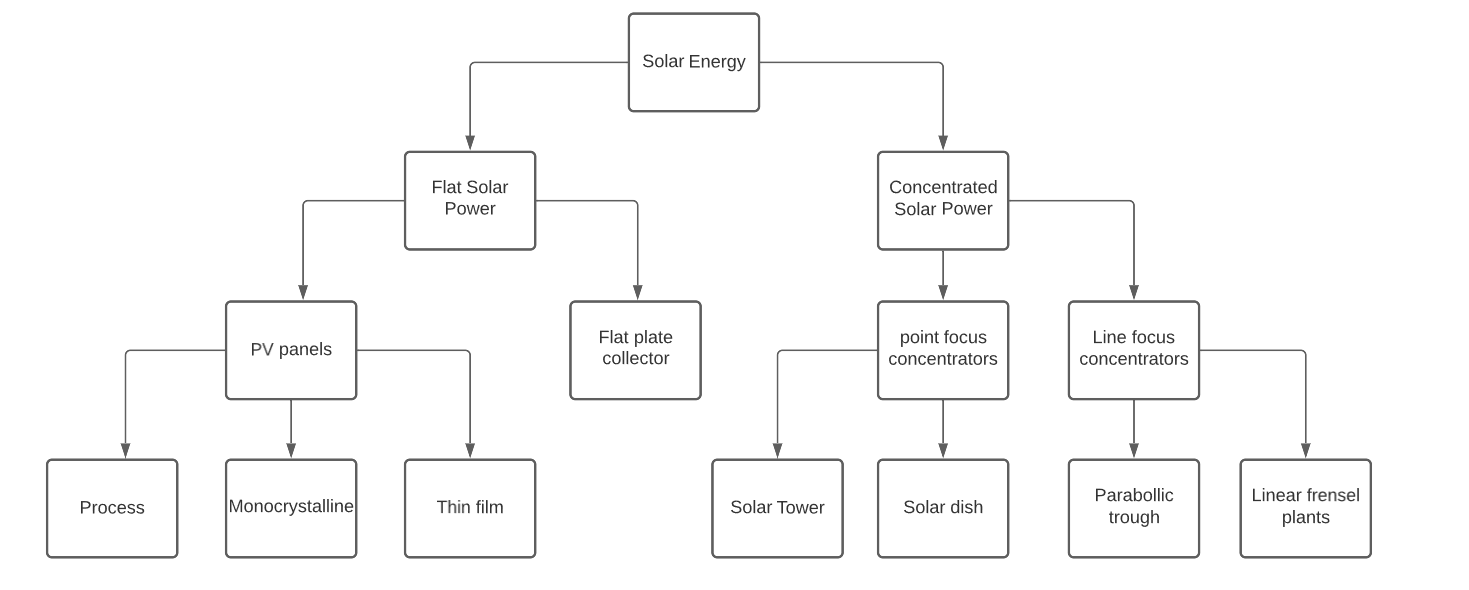 Solar Energy
Flat Solar
Power
Concentrated
Solar Power
PV panels
Flat plate
collector
point focus
concentrators
Line focus
concentrators
Process
Monocrystalline
Thin film
Solar Tower
Solar dish
Parabollic
trough
Linear frensel
plants